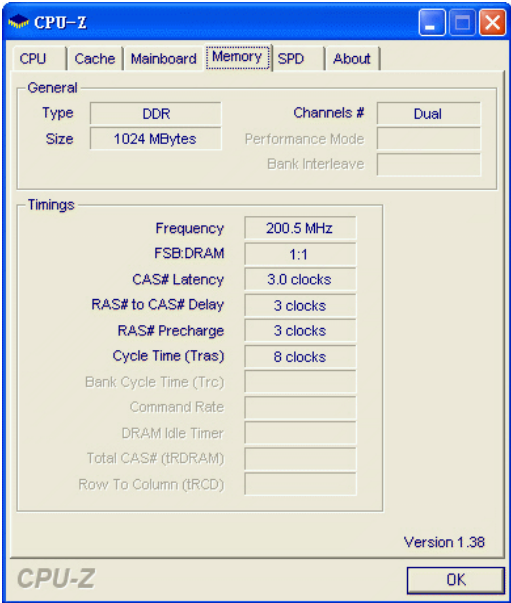 CPU-Z
CPU Cache Mainboard Memory SPD About
General
Type DDR Channels # Dual
Size 1024 MBytes Performance Mode
Bank Interleave
Timings
Frequency 200.5 MHz
FSB:DRAM 1:1
CAS# Latency 3.0 clocks
RAS# to CAS# Delay 3 clocks
RAS# Precharge 3 clocks
Cycle Time (Tras) 8 clocks
Bank Cycle Time (Trc)
Command Rate
DRAM Idle Timer
Total CAS# (tRDRAM)
Row To Column (tRCD)
Version 1.38
CPU-Z OK